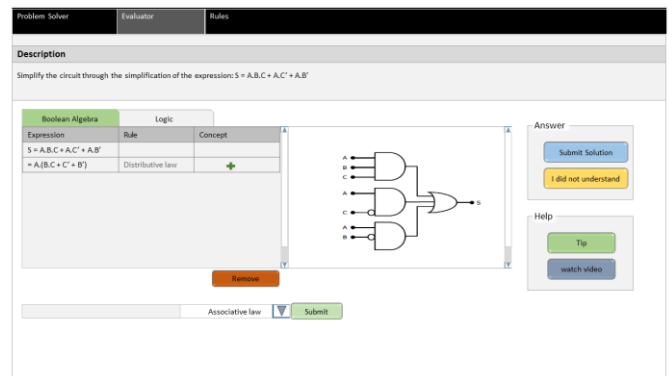 Problem Solver Evaluator Rules
Description
Simplify the circuit through the simplification of the expression: S = A.B.C + A.C' + A.B'
Boolean Algebra Logic
Expression Rule Concept
S = A.B.C + A.C' + A.B'
= A.(B.C + C' + B') Distributive law
A
B
C
A
C
A
B
S
Remove
Associative law Submit
Answer
Submit Solution
I did not understand
Help
Tip
watch video